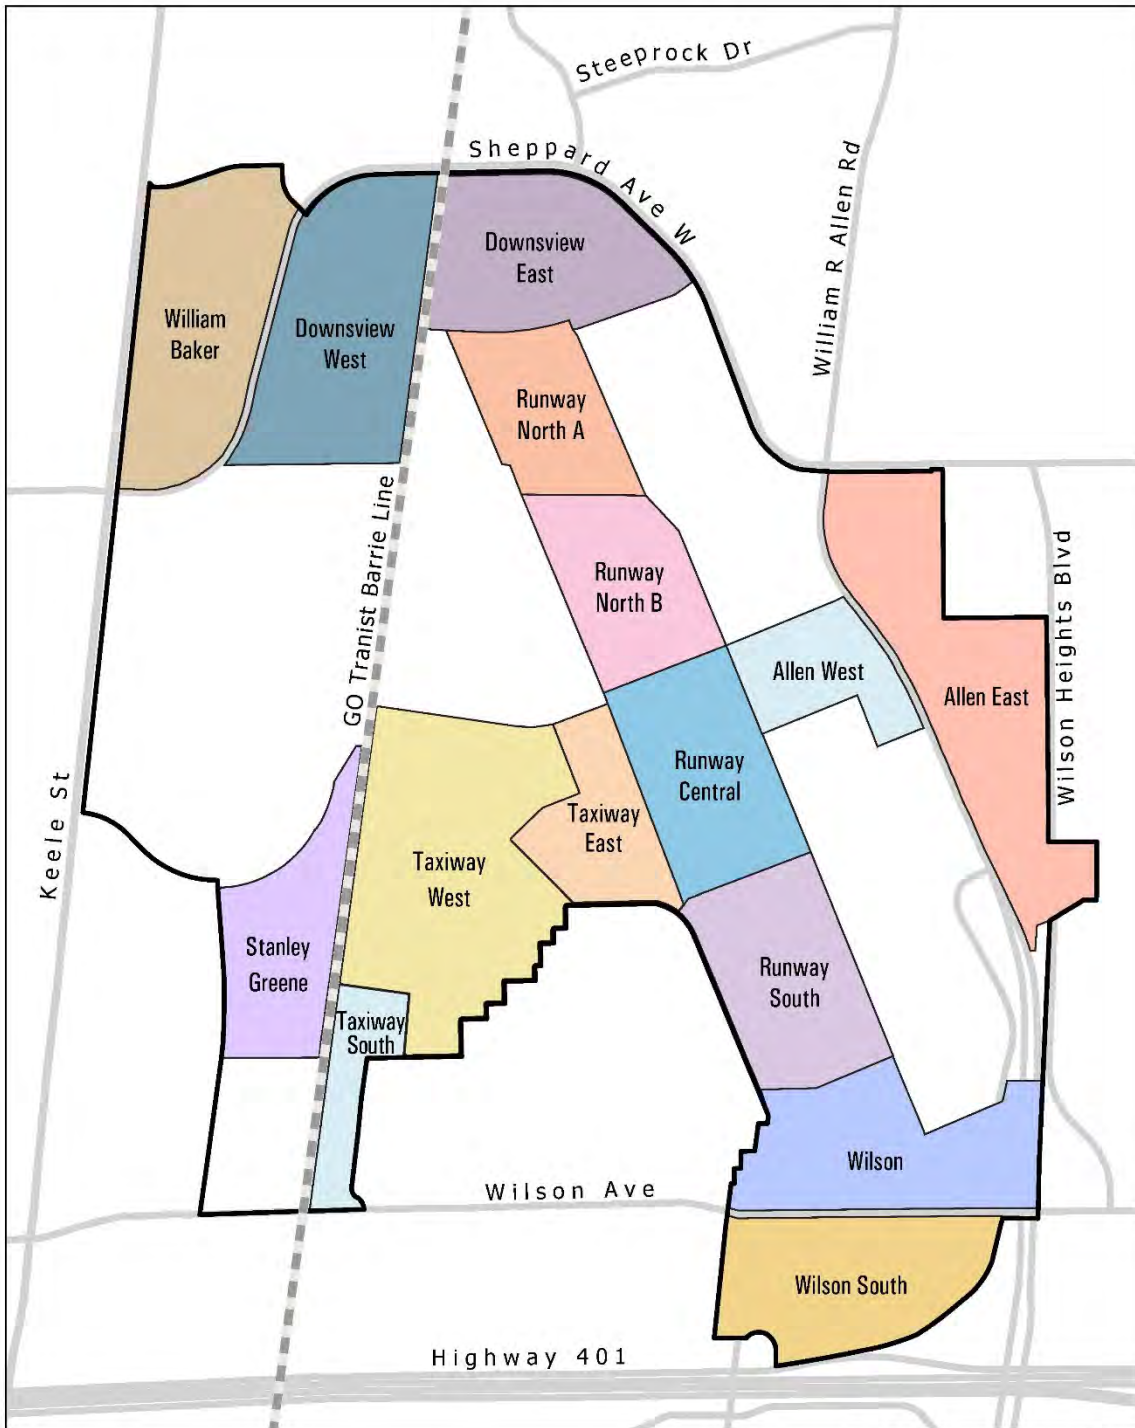 Steeprock Dr
Sheppard Ave W
William R Allen Rd
Downsview
East
William
Baker
Downsview
West
Runway
North A
GO Tranist Barrie Line
Runway
North B
Wilson Heights Blvd
Allen West
Allen East
Keele St
Runway
Central
Taxiway
East
Taxiway
West
Stanley
Greene
Runway
South
Taxiway
South
Wilson
Wilson Ave
Wilson South
Highway 401